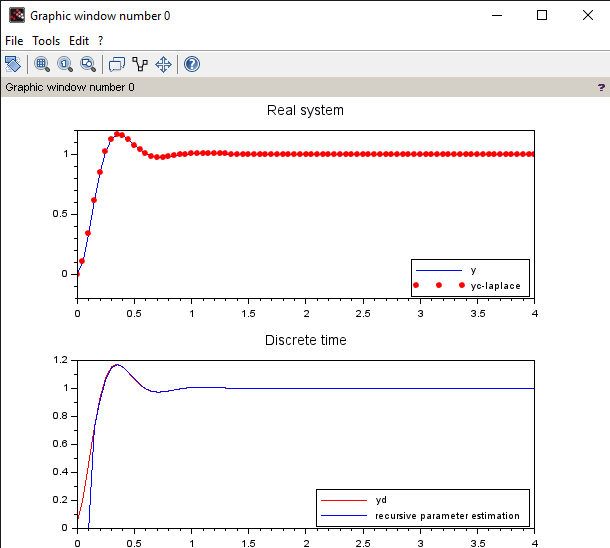 Graphic window number 0
File Tools Edit ?
Graphic window number 0 ?
Real system
1
0.5
0
y
yc-laplace
0 0.5 1 1.5 2 2.5 3 3.5 4
Discrete time
1.2
1
0.8
0.6
0.4
0.2
0
yd
recursive parameter estimation
0 0.5 1 1.5 2 2.5 3 3.5 4